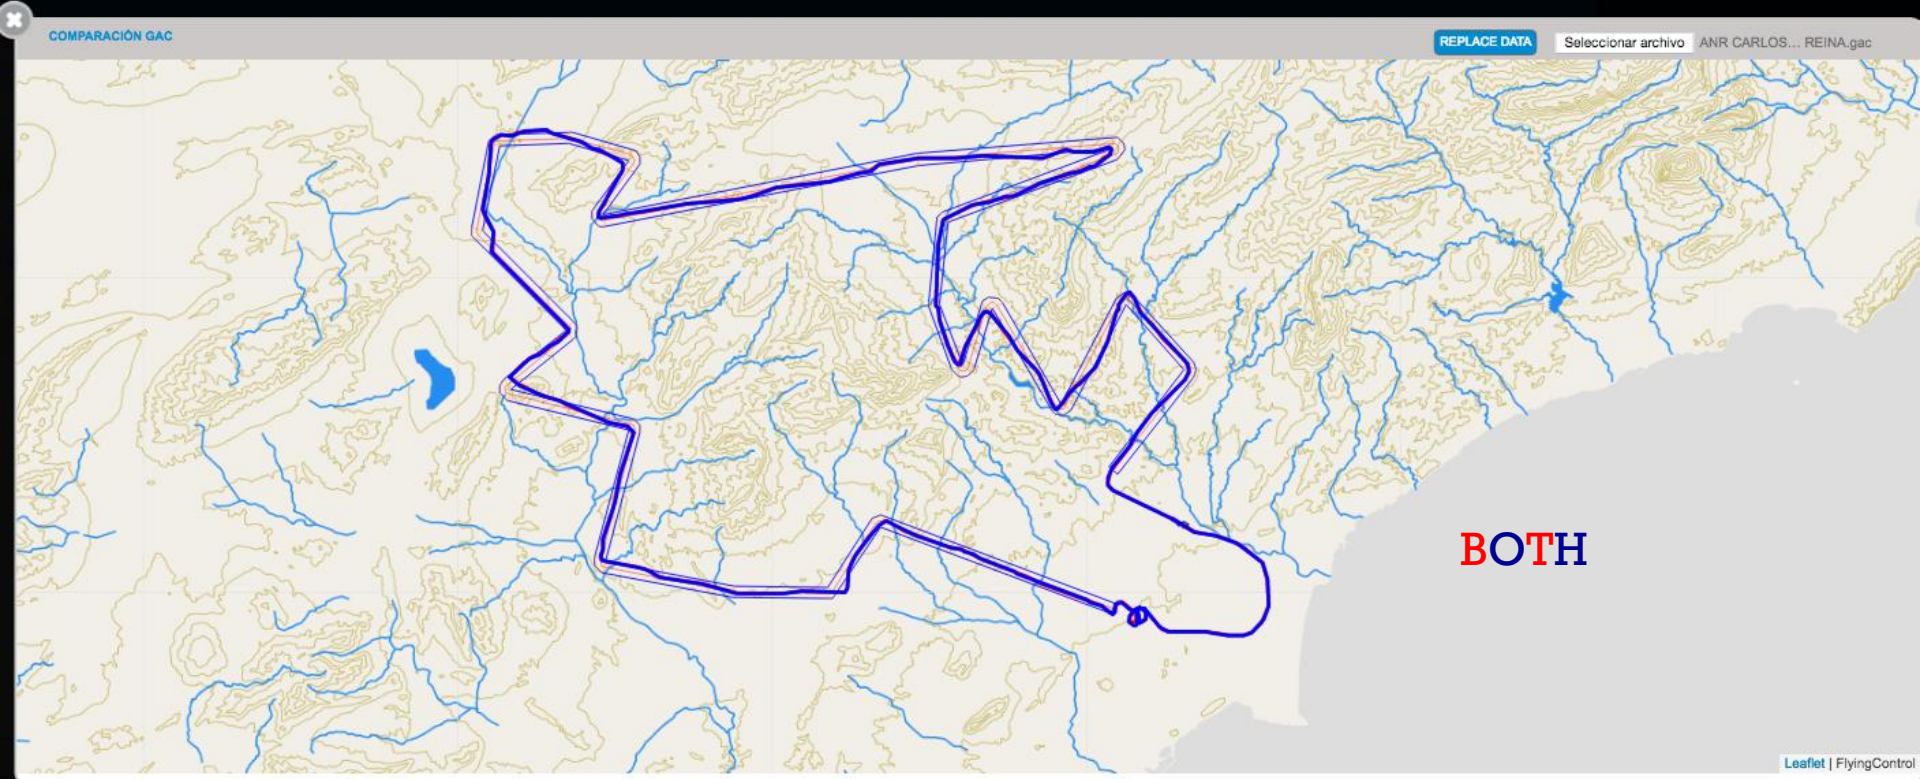 COMPARACIÓN GAC
REPLACE DATA Seleccionar archivo ANR CARLOS... REINA.gac
BOTH
Leaflet | FlyingControl